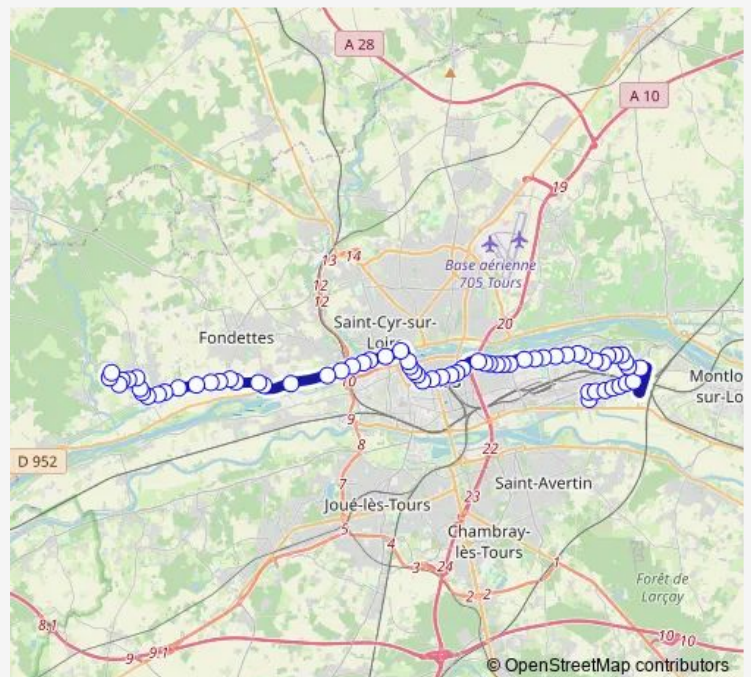 A 28
A 10
19
13
14
12
12
Base aérienne
705 Tours
20
Saint-Cyr-sur-
Loire
Fondettes
10
Montlo
sur-Lo
9
8
22
D 952
7
Saint-Avertin
23
Joué-lès-Tours
5
4
Chambray-
lès-Tours
3
24
1
2
2
Forêt de
Larçay
8.1
9
9.1
10
10
© OpenStreetMap contributors